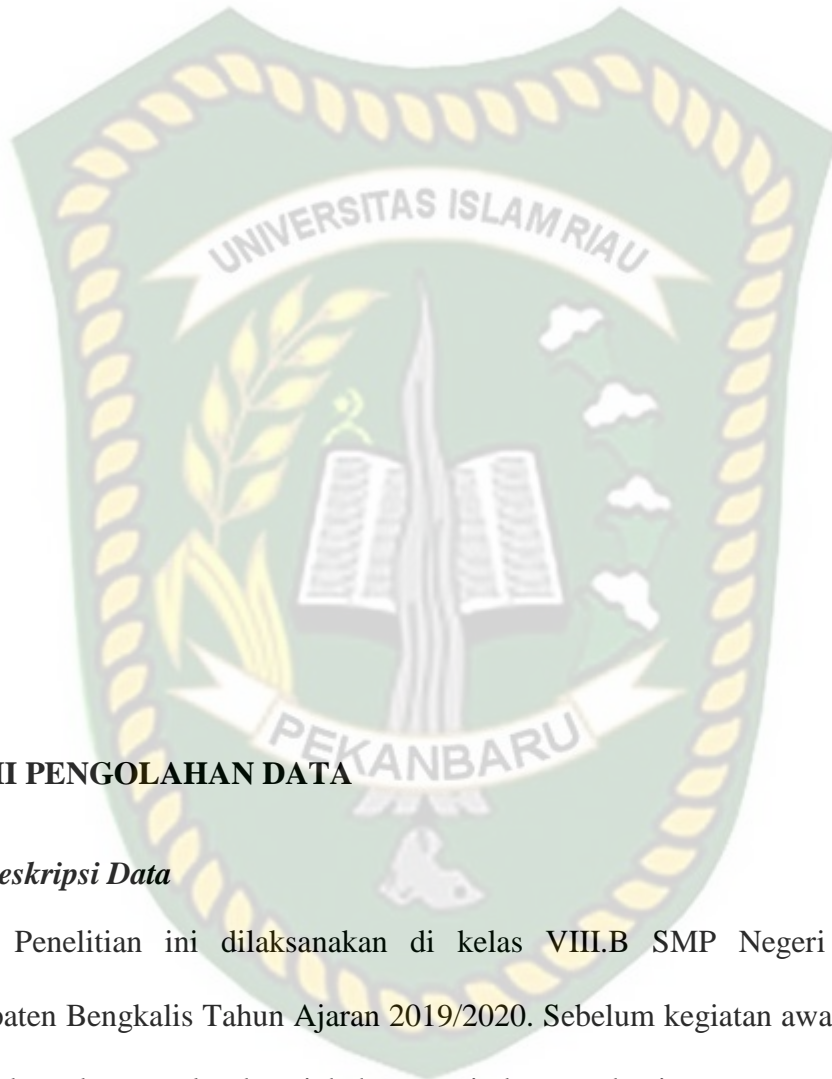 UNIVERSITAS ISLAM RIAU
PEKANBARU
II PENGOLAHAN DATA
eskripsi Data
Penelitian ini dilaksanakan di kelas VIII.B SMP Negeri
paten Bengkalis Tahun Ajaran 2019/2020. Sebelum kegiatan awa